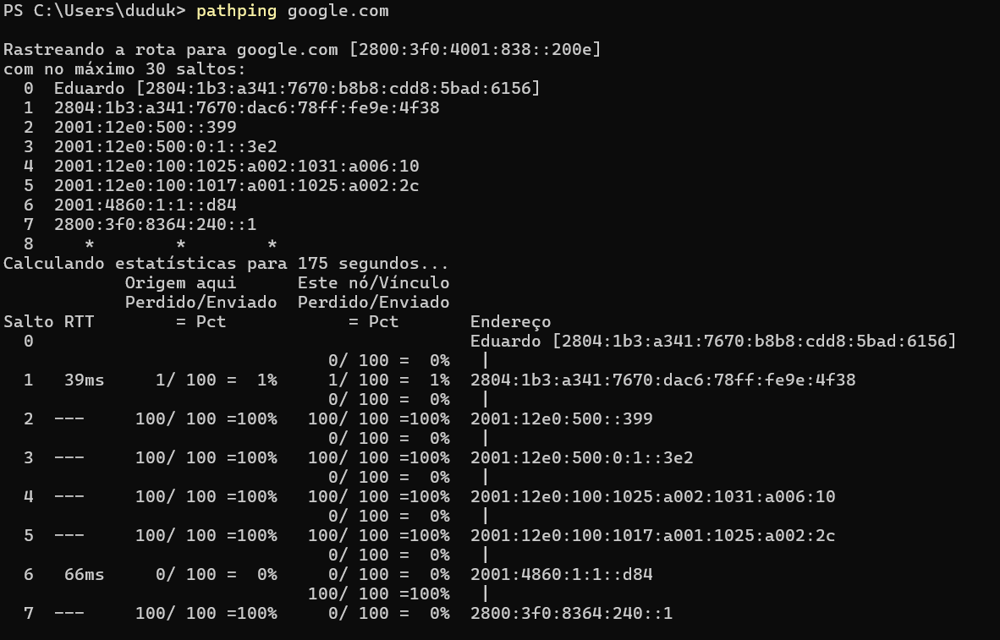 PS C:\Users\duduk> pathping google.com
Rastreando a rota para google.com [2800:3f0:4001:838::200e]
com no máximo 30 saltos:
  0  Eduardo [2804:1b3:a341:7670:b8b8:cdd8:5bad:6156]
  1  2804:1b3:a341:7670:dac6:78ff:fe9e:4f38
  2  2001:12e0:500::399
  3  2001:12e0:500:0:1::3e2
  4  2001:12e0:100:1025:a002:1031:a006:10
  5  2001:12e0:100:1017:a001:1025:a002:2c
  6  2001:4860:1:1::d84
  7  2800:3f0:8364:240::1
  8     *        *        *
Calculando estatísticas para 175 segundos...
            Origem aqui      Este nó/Vínculo
            Perdido/Enviado  Perdido/Enviado
Salto RTT        = Pct            = Pct       Endereço
  0                                           Eduardo [2804:1b3:a341:7670:b8b8:cdd8:5bad:6156]
                                0/ 100 =  0%   |
  1   39ms     1/ 100 =  1%     1/ 100 =  1%  2804:1b3:a341:7670:dac6:78ff:fe9e:4f38
                                0/ 100 =  0%   |
  2  ---     100/ 100 =100%   100/ 100 =100%  2001:12e0:500::399
                                0/ 100 =  0%   |
  3  ---     100/ 100 =100%   100/ 100 =100%  2001:12e0:500:0:1::3e2
                                0/ 100 =  0%   |
  4  ---     100/ 100 =100%   100/ 100 =100%  2001:12e0:100:1025:a002:1031:a006:10
                                0/ 100 =  0%   |
  5  ---     100/ 100 =100%   100/ 100 =100%  2001:12e0:100:1017:a001:1025:a002:2c
                                0/ 100 =  0%   |
  6   66ms     0/ 100 =  0%     0/ 100 =  0%  2001:4860:1:1::d84
                              100/ 100 =100%   |
  7  ---     100/ 100 =100%     0/ 100 =  0%  2800:3f0:8364:240::1